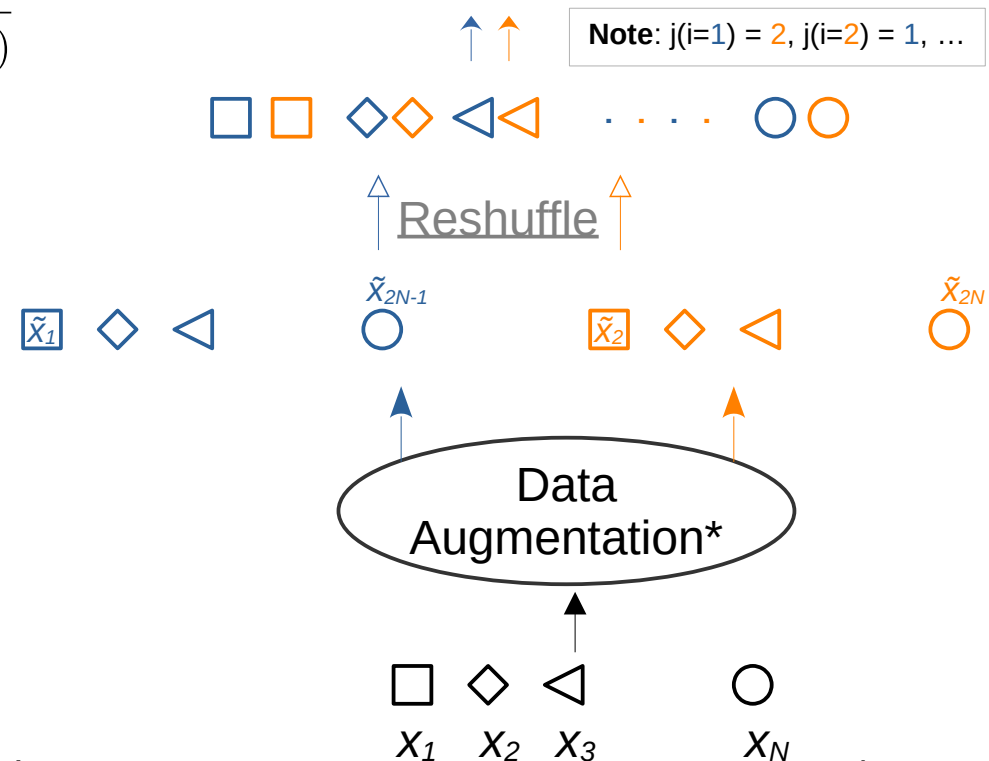 )
Note: j(i=1) = 2, j(i=2) = 1, …
Reshuffle
x̃2N-1
x̃2N
x̃1
x̃2
Data
Augmentation*
x1 x2 x3 xN